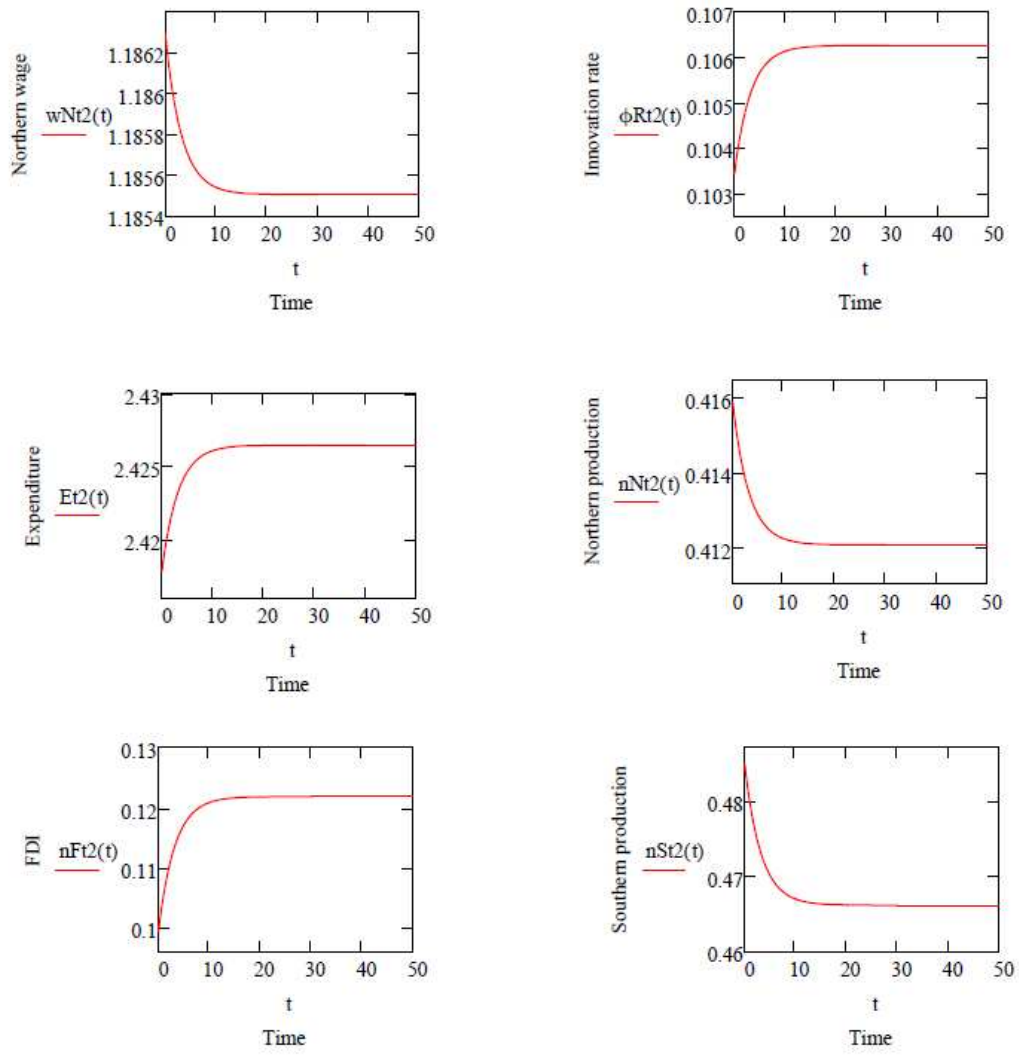 Northern wage
wNt2(t)
1.1862
1.186
1.1858
1.1856
1.1854
0 10 20 30 40 50
t
Time
Innovation rate
ϕRt2(t)
0.107
0.106
0.105
0.104
0.103
0 10 20 30 40 50
t
Time
Expenditure
Et2(t)
2.43
2.425
2.42
0 10 20 30 40 50
t
Time
Northern production
nNt2(t)
0.416
0.414
0.412
0 10 20 30 40 50
t
Time
FDI
nFt2(t)
0.13
0.12
0.11
0.1
0 10 20 30 40 50
t
Time
Southern production
nSt2(t)
0.48
0.47
0.46
0 10 20 30 40 50
t
Time